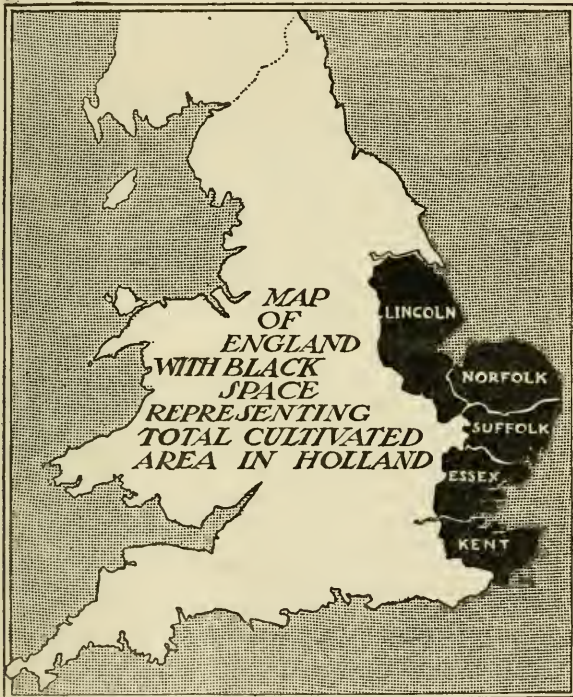 MAP
OF
ENGLAND
WITH BLACK
SPACE
REPRESENTING
TOTAL CULTIVATED
AREA IN HOLLAND
LINCOLN
NORFOLK
SUFFOLK
ESSEX
KENT